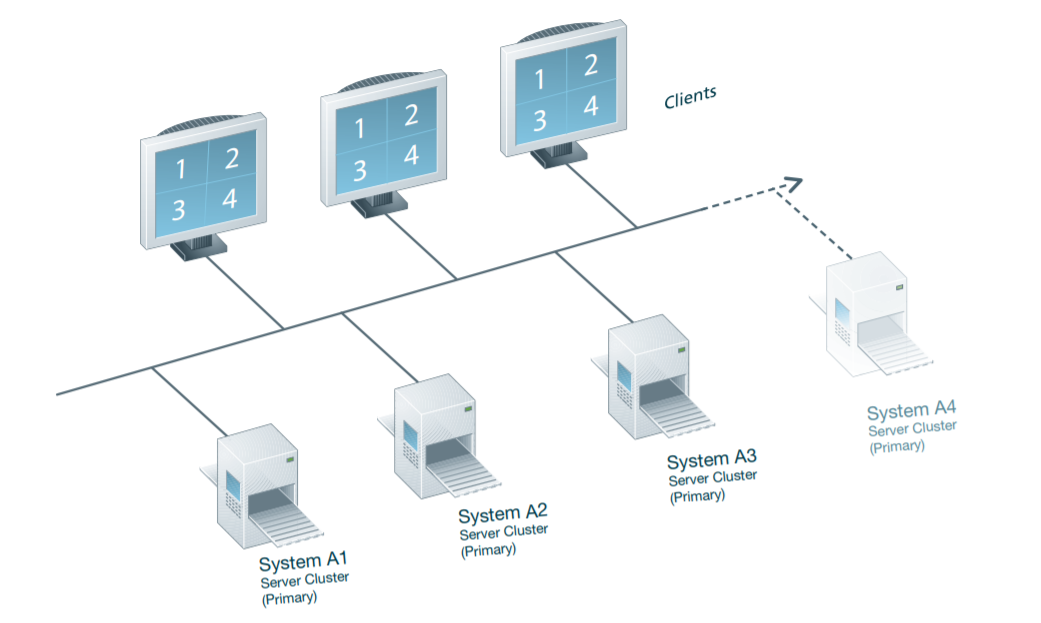 1 2
3 4
1 2
3 4
1 2
3 4
Clients
System A1
Server Cluster
(Primary)
System A2
Server Cluster
(Primary)
System A3
Server Cluster
(Primary)
System A4
Server Cluster
(Primary)